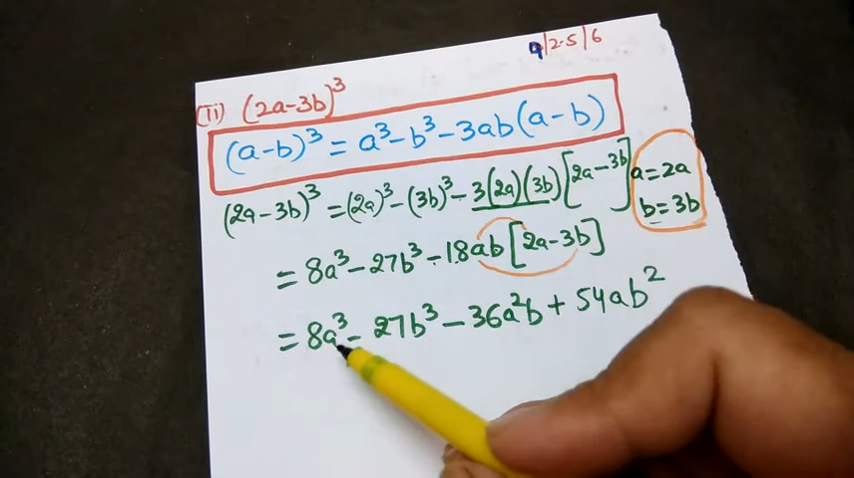 9|2.5|6
(ii) (2a-3b)³
(a-b)³ = a³-b³-3ab(a-b)
(2a-3b)³ =(2a)³-(3b)³-3(2a)(3b)[2a-3b]
a=2a
b=3b
= 8a³-27b³-18ab[2a-3b]
= 8a³-27b³-36a²b+54ab²